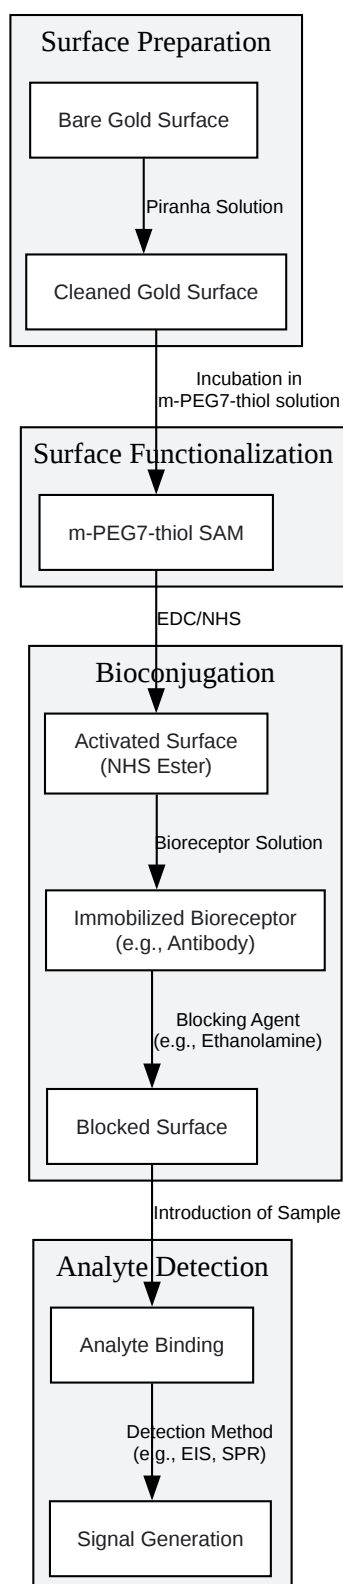 Surface Preparation
Bare Gold Surface
Piranha Solution
Cleaned Gold Surface
Incubation in
m-PEG7-thiol solution
Surface Functionalization
m-PEG7-thiol SAM
EDC/NHS
Bioconjugation
Activated Surface
(NHS Ester)
Bioreceptor Solution
Immobilized Bioreceptor
(e.g., Antibody)
Blocking Agent
(e.g., Ethanolamine)
Blocked Surface
Introduction of Sample
Analyte Detection
Analyte Binding
Detection Method
(e.g., EIS, SPR)
Signal Generation